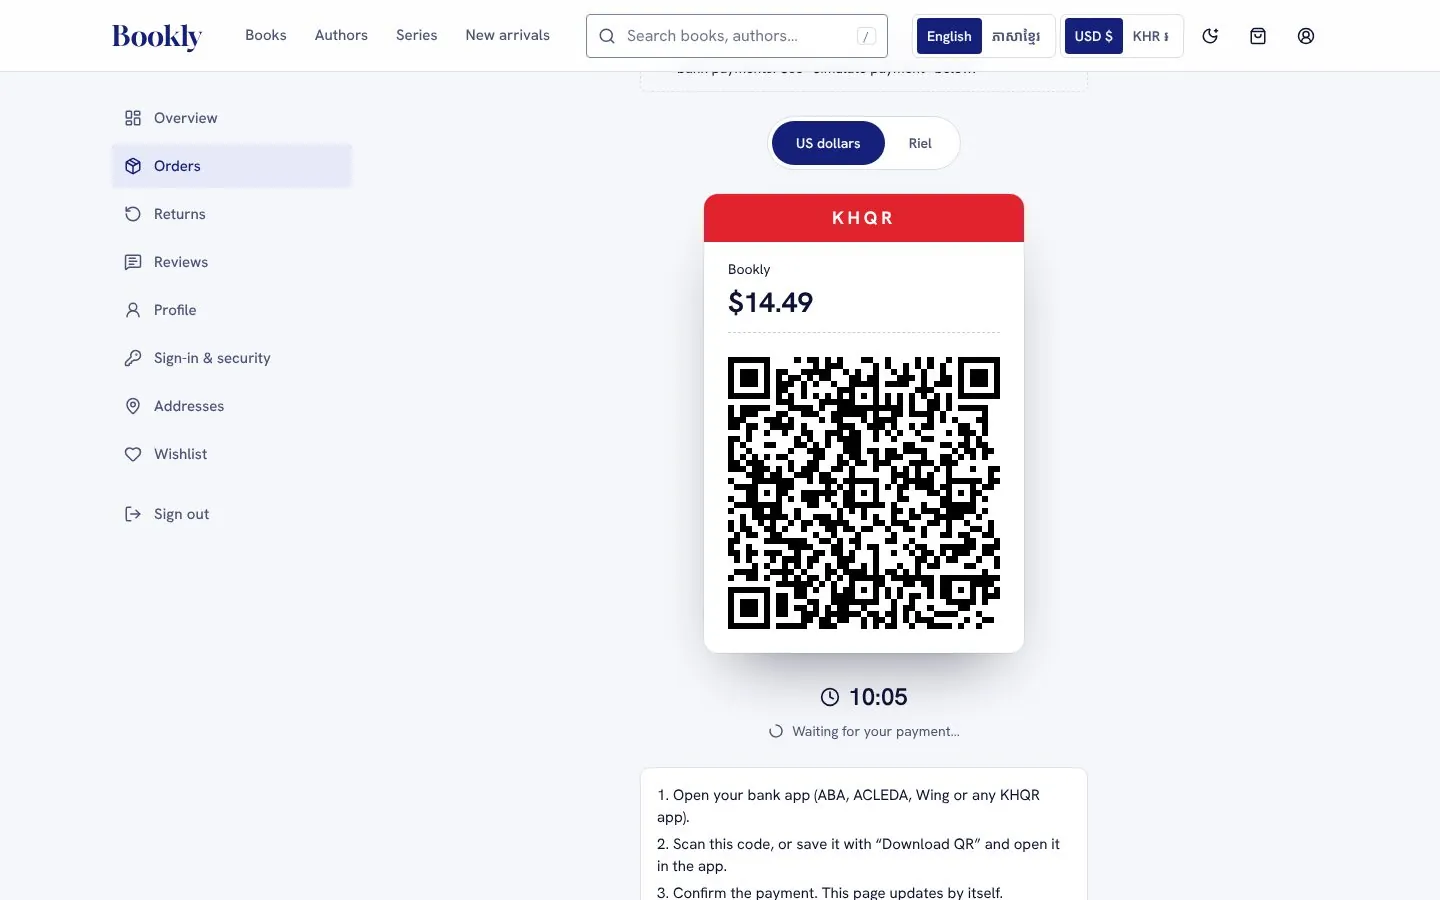 Bookly
Books
Authors
Series
New arrivals
Search books, authors...
/
English
ភាសាខ្មែរ
USD $
KHR ៛
Overview
Orders
Returns
Reviews
Profile
Sign-in & security
Addresses
Wishlist
Sign out
US dollars
Riel
KHQR
Bookly
$14.49
10:05
Waiting for your payment...
1. Open your bank app (ABA, ACLEDA, Wing or any KHQR
app).
2. Scan this code, or save it with “Download QR” and open it
in the app.
3. Confirm the payment. This page updates by itself.